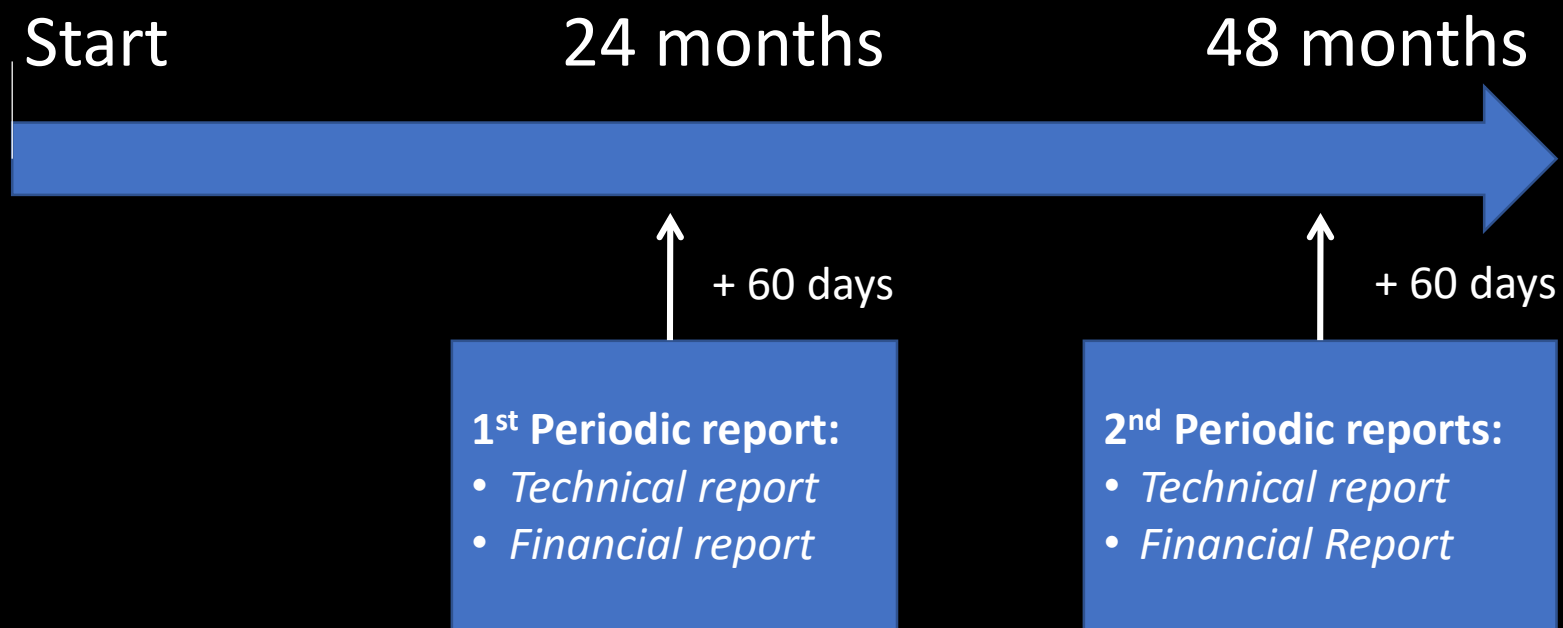 Start
24 months
48 months
+ 60 days
+ 60 days
1st Periodic report:
• Technical report
• Financial report
2nd Periodic reports:
• Technical report
• Financial Report